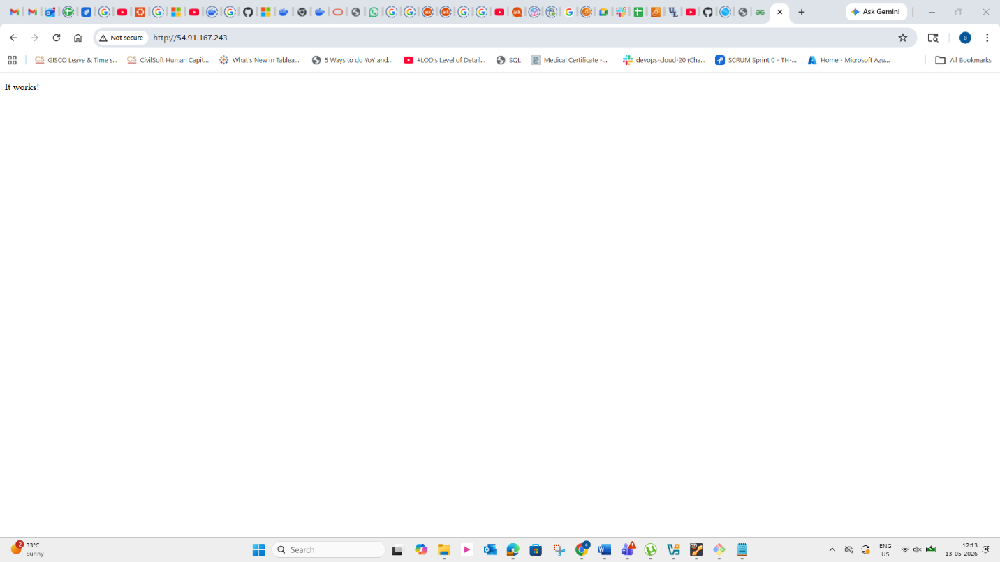 Ask Gemini
Not secure
http://54.91.167.243
a
GISCO Leave & Time s...
CivilSoft Human Capit...
What's New in Tablea...
5 Ways to do YoY and...
#LOD's Level of Detail...
SQL
Medical Certificate -...
devops-cloud-20 (Cha...
SCRUM Sprint 0 - TH-...
Home - Microsoft Azu...
All Bookmarks
It works!
2
33°C
Sunny
Search
ENG
US
12:13
13-05-2026